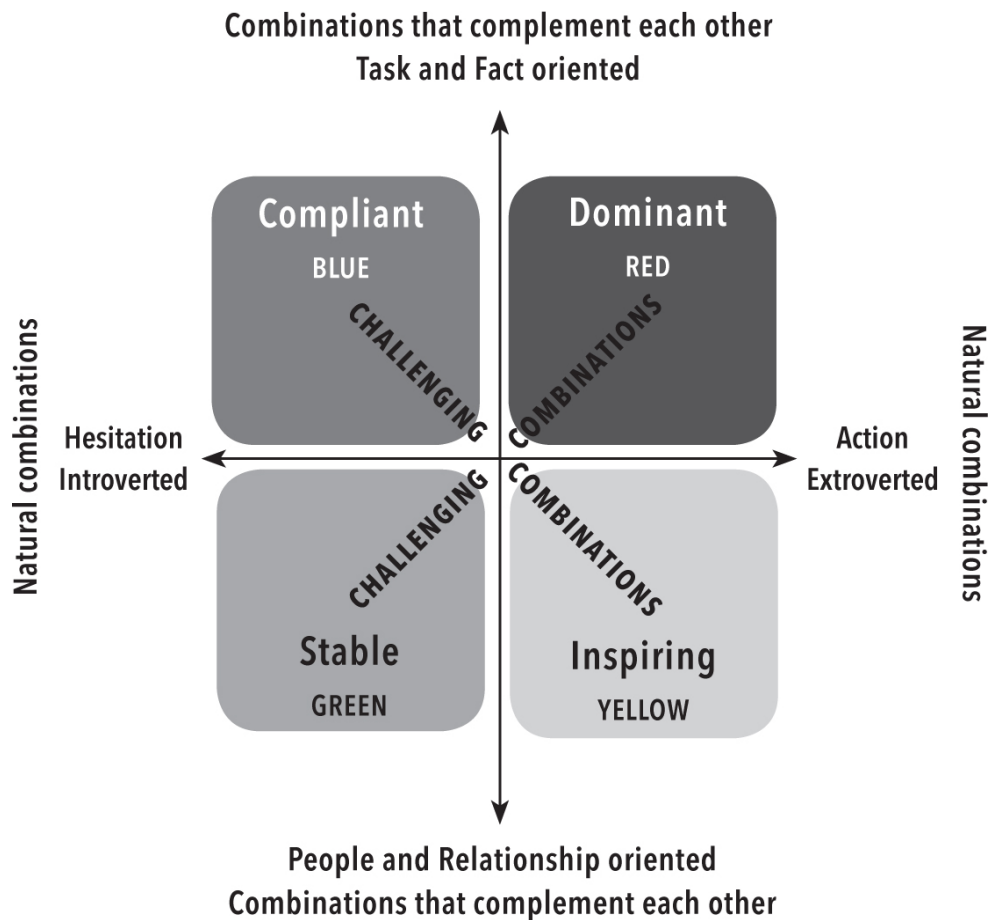 Combinations that complement each other
Task and Fact oriented
Compliant
BLUE
Dominant
RED
CHALLENGING
COMBINATIONS
Natural combinations
Hesitation
Introverted
Action
Extroverted
Natural combinations
CHALLENGING
COMBINATIONS
Stable
GREEN
Inspiring
YELLOW
People and Relationship oriented
Combinations that complement each other